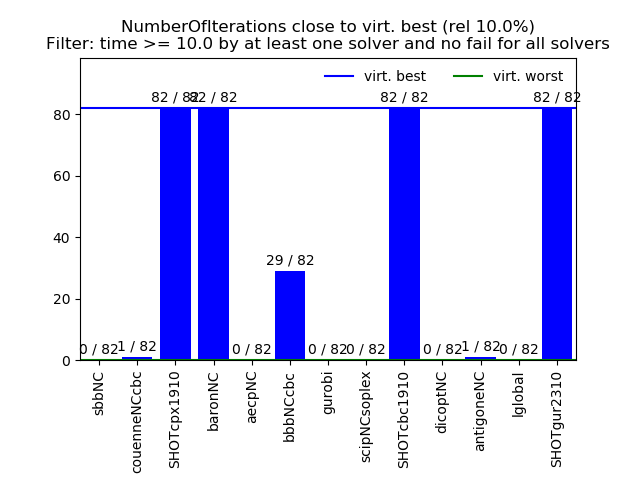 NumberOfIterations close to virt. best (rel 10.0%)
Filter: time >= 10.0 by at least one solver and no fail for all solvers
virt. best
virt. worst
80
60
40
20
0
0 / 82
1 / 82
82 / 82
82 / 82
0 / 82
29 / 82
0 / 82
0 / 82
82 / 82
0 / 82
1 / 82
0 / 82
82 / 82
sbbNC
couenneNCcbc
SHOTcpx1910
baronNC
aecpNC
bbbNCcbc
gurobi
scipNCsoplex
SHOTcbc1910
dicoptNC
antigoneNC
lglobal
SHOTgur2310